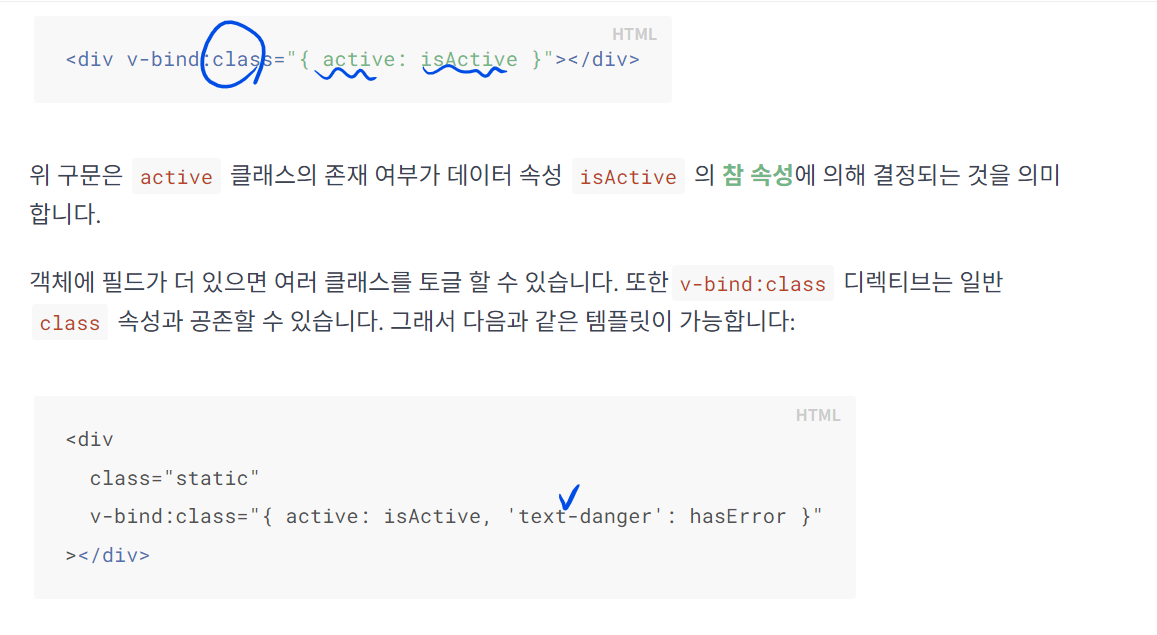 HTML
<div v-bind:class="{ active: isActive }"></div>
위 구문은 active 클래스의 존재 여부가 데이터 속성 isActive 의 참 속성에 의해 결정되는 것을 의미
합니다.
객체에 필드가 더 있으면 여러 클래스를 토글 할 수 있습니다. 또한 v-bind:class 디렉티브는 일반
class 속성과 공존할 수 있습니다. 그래서 다음과 같은 템플릿이 가능합니다:
HTML
<div
class="static"
v-bind:class="{ active: isActive, 'text-danger': hasError }"
></div>